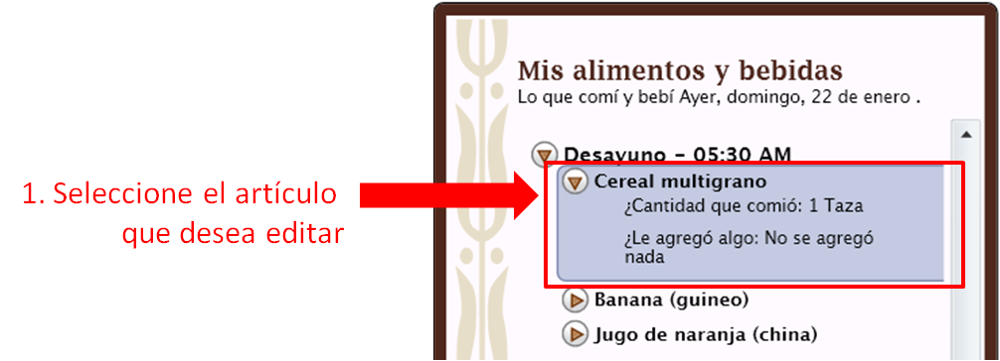 Mis alimentos y bebidas
Lo que comí y bebí Ayer, domingo, 22 de enero .
Desayuno – 05:30 AM
1. Seleccione el artículo
que desea editar
Cereal multigrano
¿Cantidad que comió: 1 Taza
¿Le agregó algo: No se agregó
nada
Banana (guineo)
Jugo de naranja (china)